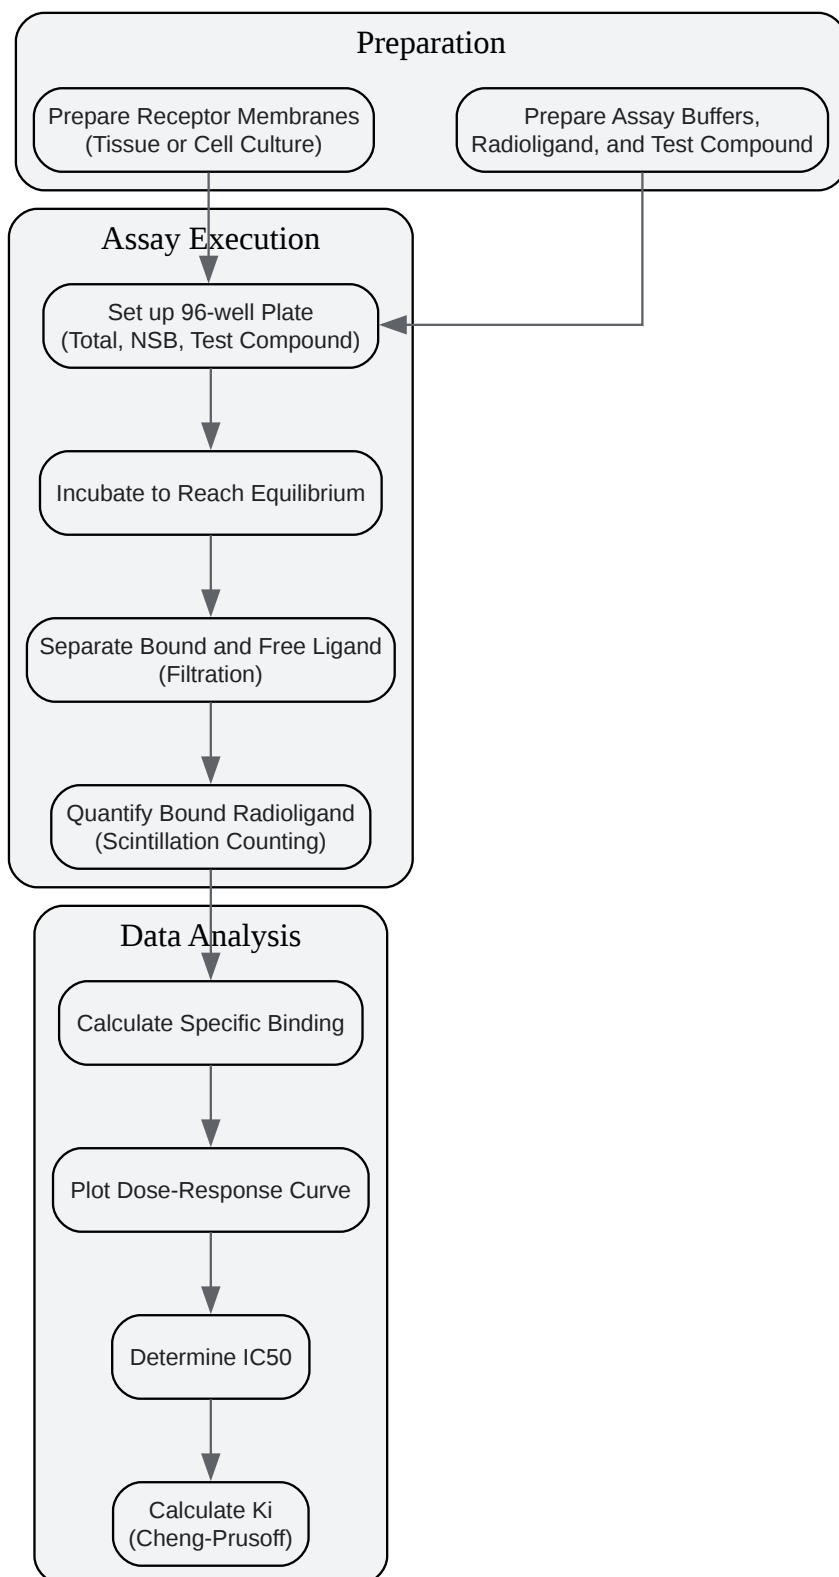 Preparation
Prepare Receptor Membranes
(Tissue or Cell Culture)
Prepare Assay Buffers,
Radioligand, and Test Compound
Assay Execution
Set up 96-well Plate
(Total, NSB, Test Compound)
Incubate to Reach Equilibrium
Separate Bound and Free Ligand
(Filtration)
Quantify Bound Radioligand
(Scintillation Counting)
Data Analysis
Calculate Specific Binding
Plot Dose-Response Curve
Determine IC50
Calculate Ki
(Cheng-Prusoff)